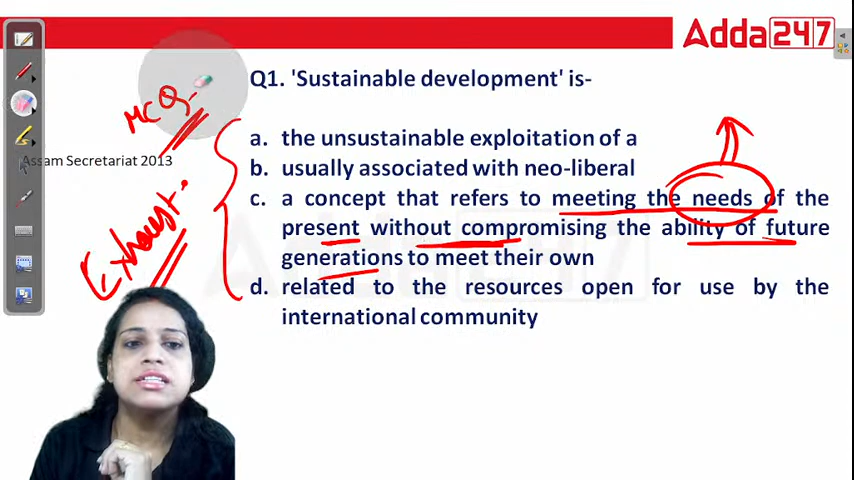 Adda247
Q1. 'Sustainable development' is-
MCQ.
a. the unsustainable exploitation of a
Assam Secretariat 2013
b. usually associated with neo-liberal
c. a concept that refers to meeting the needs of the
present without compromising the ability of future
generations to meet their own
Exhaust.
d. related to the resources open for use by the
international community